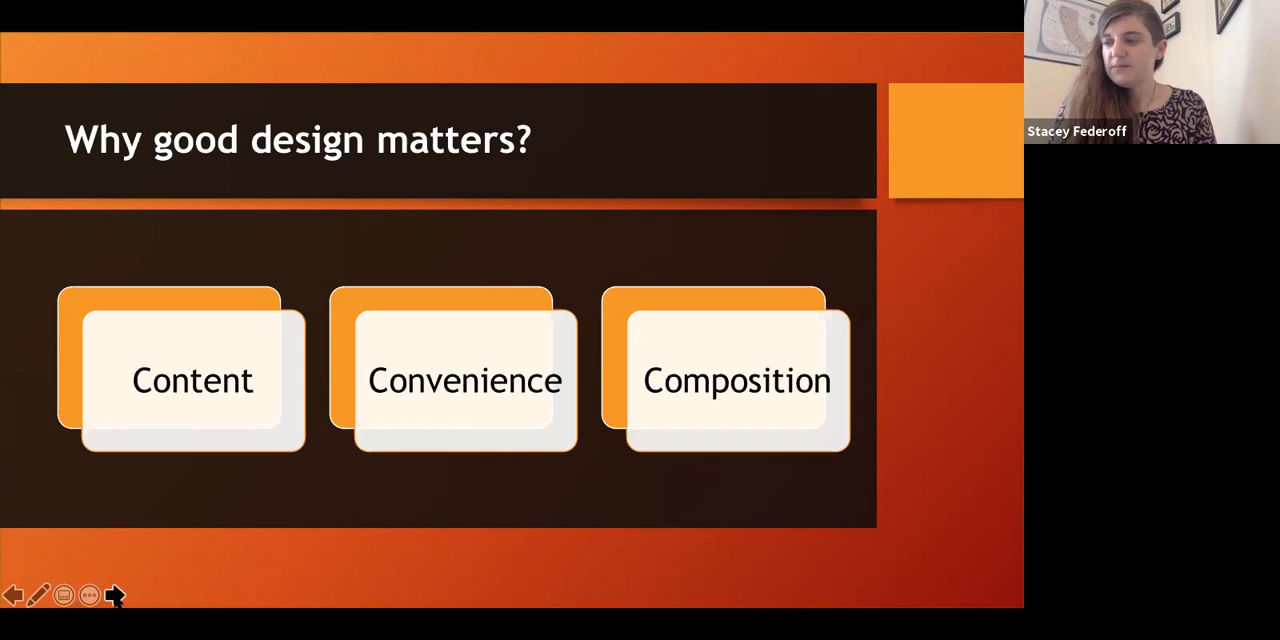 Why good design matters?
Content
Convenience
Composition
Stacey Federoff